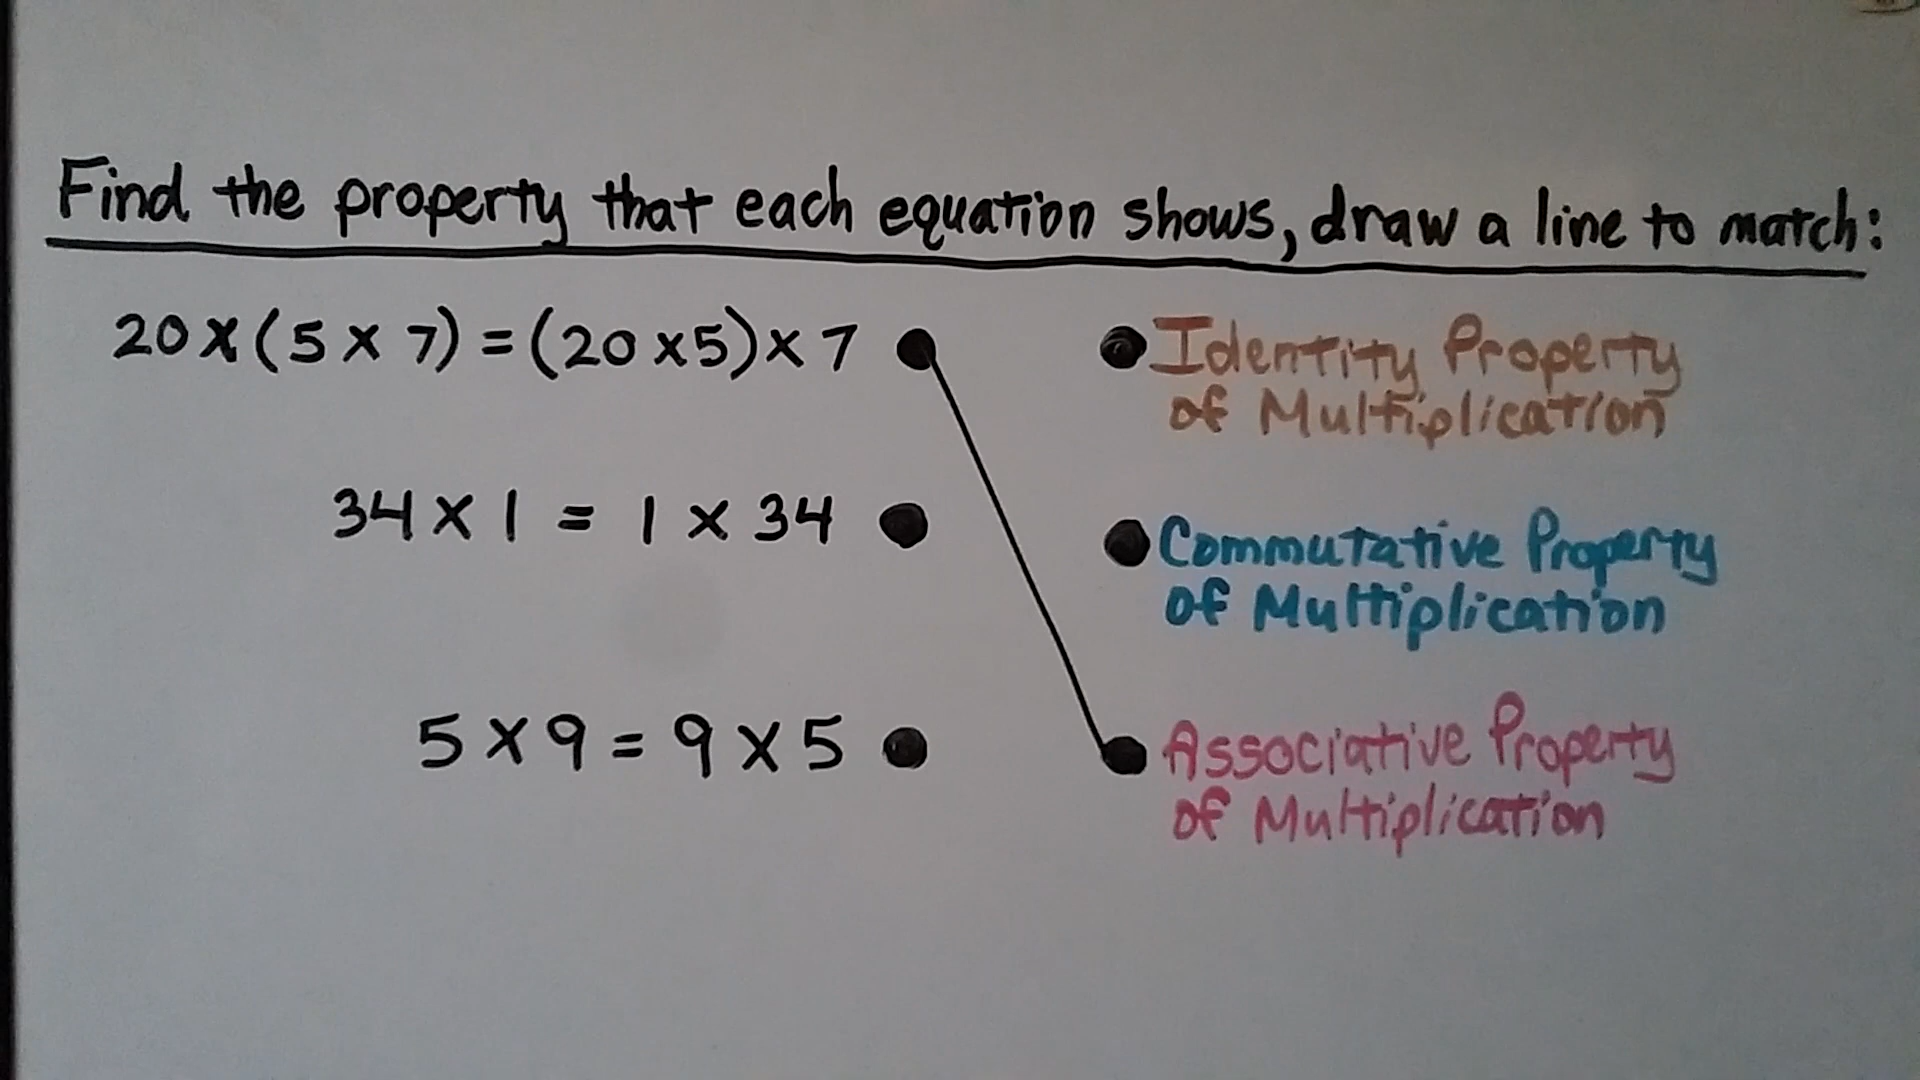 Find the property that each equation shows, draw a line to match:
20 x (5 x 7) = (20 x 5) x 7
Identity Property
of Multiplication
34 x 1 = 1 x 34
Commutative Property
of Multiplication
5 x 9 = 9 x 5
Associative Property
of Multiplication